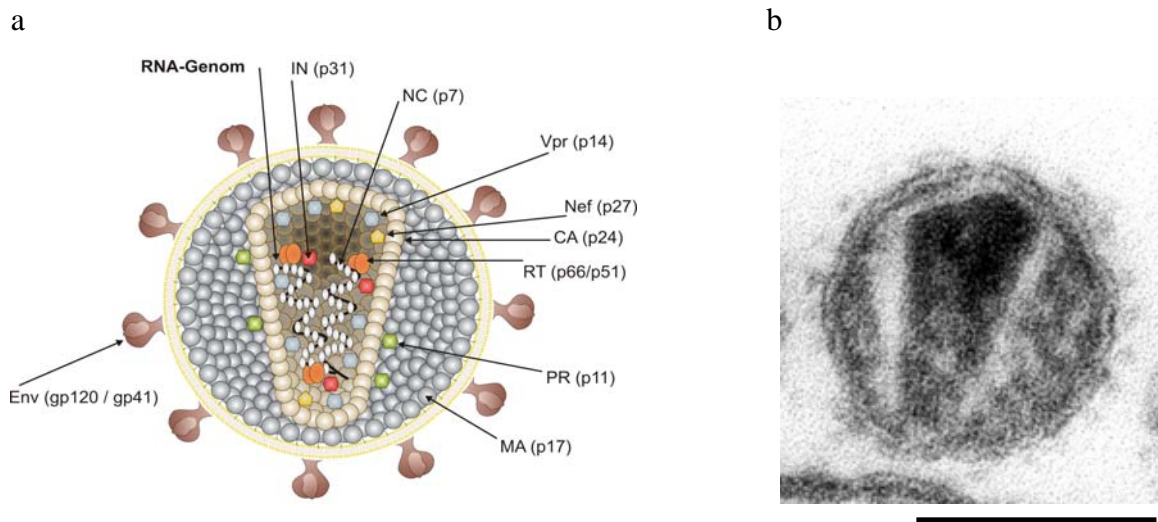 a
b
RNA-Genom
IN (p31)
NC (p7)
Vpr (p14)
Nef (p27)
CA (p24)
RT (p66/p51)
PR (p11)
Env (gp120 / gp41)
MA (p17)